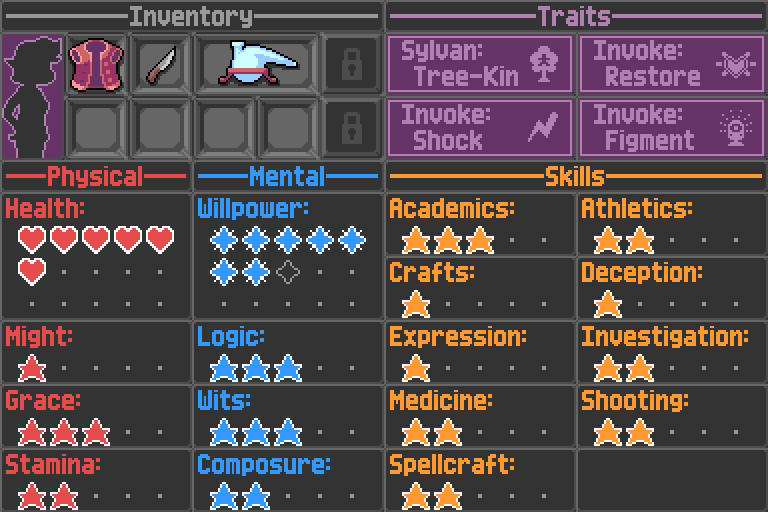 Inventory
Traits
Sylvan:
Tree-Kin
Invoke:
Restore
Invoke:
Shock
Invoke:
Figment
Physical
Mental
Skills
Health:
Willpower:
Academics:
Athletics:
Crafts:
Deception:
Might:
Logic:
Expression:
Investigation:
Grace:
Wits:
Medicine:
Shooting:
Stamina:
Composure:
Spellcraft: